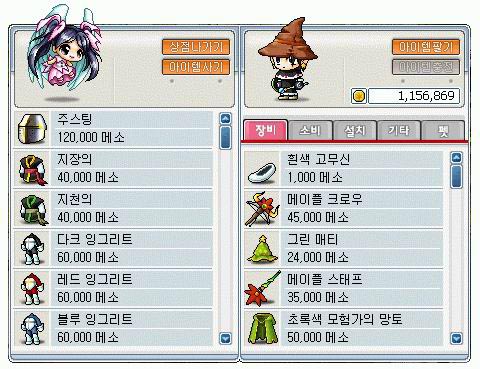 상점나가기
아이템사기
주스팅
120,000 메소
지장의
40,000 메소
지천의
40,000 메소
다크 잉그리트
60,000 메소
레드 잉그리트
60,000 메소
블루 잉그리트
60,000 메소
아이템팔기
아이템충전
1,156,869
장비
소비
설치
기타
펫
흰색 고무신
1,000 메소
메이플 크로우
45,000 메소
그린 매티
24,000 메소
메이플 스태프
35,000 메소
초록색 모험가의 망토
50,000 메소